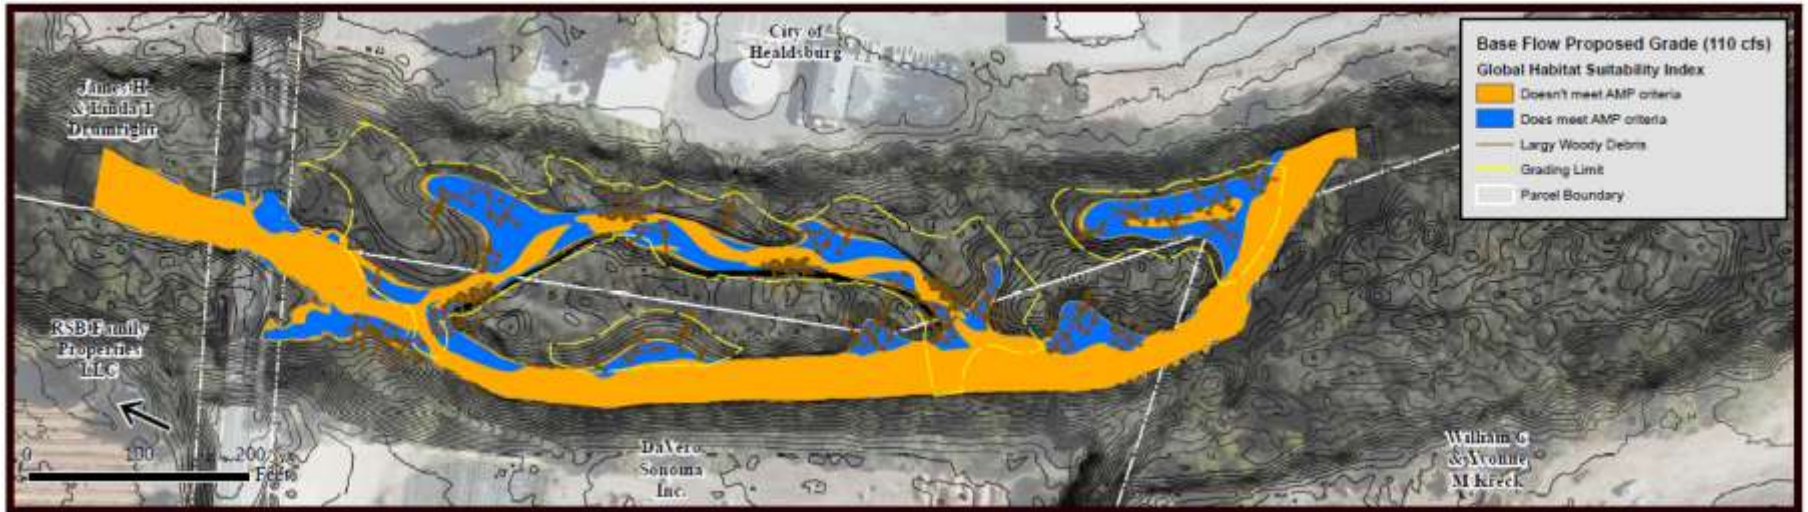 City of
Healdsburg
James H
& Linda L
Drumright
RSB Family
Properties
LLC
0 100 200
Feet
DaVero
Sonoma
Inc.
William G
& Yvonne
M Kreck
Base Flow Proposed Grade (110 cfs)
Global Habitat Suitability Index
Doesn't meet AMP criteria
Does meet AMP criteria
Largy Woody Debris
Grading Limit
Parcel Boundary